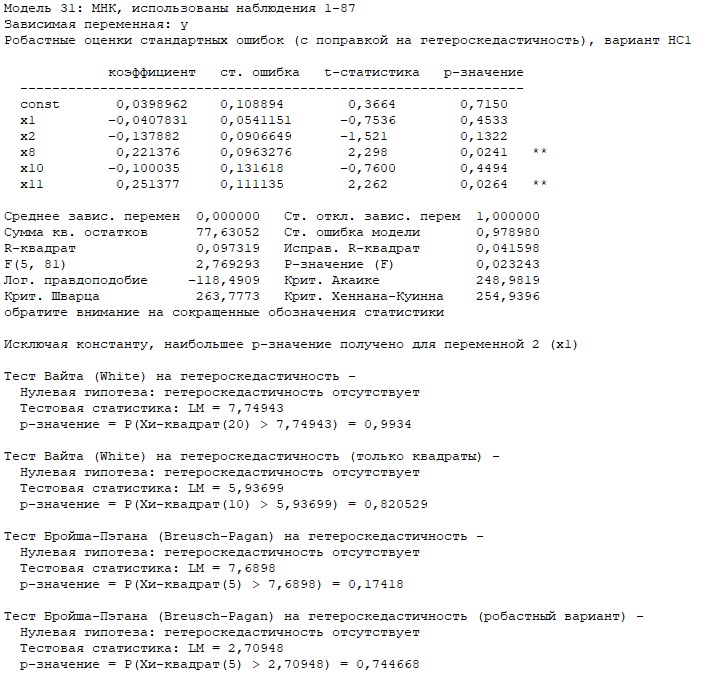 Модель 31: МНК, использованы наблюдения 1-87
Зависимая переменная: y
Робастные оценки стандартных ошибок (с поправкой на гетероскедастичность), вариант HC1
коэффициент ст. ошибка t-статистика p-значение
---------------------------------------------------------------
const 0,0398962 0,108894 0,3664 0,7150
x1 -0,0407831 0,0541151 -0,7536 0,4533
x2 -0,137882 0,0906649 -1,521 0,1322
x8 0,221376 0,0963276 2,298 0,0241 **
x10 -0,100035 0,131618 -0,7600 0,4494
x11 0,251377 0,111135 2,262 0,0264 **
Среднее завис. перемен 0,000000 Ст. откл. завис. перем 1,000000
Сумма кв. остатков 77,63052 Ст. ошибка модели 0,978980
R-квадрат 0,097319 Исправ. R-квадрат 0,041598
F(5, 81) 2,769293 P-значение (F) 0,023243
Лог. правдоподобие -118,4909 Крит. Акаике 248,9819
Крит. Шварца 263,7773 Крит. Хеннана-Куинна 254,9396
обратите внимание на сокращенные обозначения статистики
Исключая константу, наибольшее p-значение получено для переменной 2 (x1)
Тест Вайта (White) на гетероскедастичность -
Нулевая гипотеза: гетероскедастичность отсутствует
Тестовая статистика: LM = 7,74943
p-значение = P(Хи-квадрат(20) > 7,74943) = 0,9934
Тест Вайта (White) на гетероскедастичность (только квадраты) -
Нулевая гипотеза: гетероскедастичность отсутствует
Тестовая статистика: LM = 5,93699
p-значение = P(Хи-квадрат(10) > 5,93699) = 0,820529
Тест Бройша-Пэгана (Breusch-Pagan) на гетероскедастичность -
Нулевая гипотеза: гетероскедастичность отсутствует
Тестовая статистика: LM = 7,6898
p-значение = P(Хи-квадрат(5) > 7,6898) = 0,17418
Тест Бройша-Пэгана (Breusch-Pagan) на гетероскедастичность (робастный вариант) -
Нулевая гипотеза: гетероскедастичность отсутствует
Тестовая статистика: LM = 2,70948
p-значение = P(Хи-квадрат(5) > 2,70948) = 0,744668